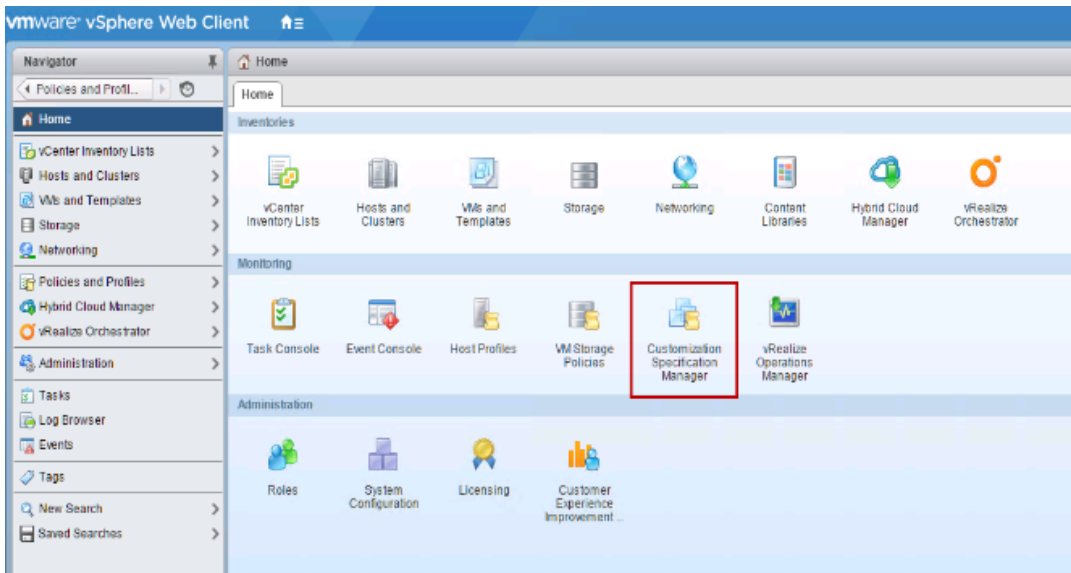 vmware® vSphere Web Client
Navigator
Policies and Profil...
Home
vCenter Inventory Lists
Hosts and Clusters
VMs and Templates
Storage
Networking
Policies and Profiles
Hybrid Cloud Manager
vRealize Orchestrator
Administration
Tasks
Log Browser
Events
Tags
New Search
Saved Searches
Home
Home
Inventories
vCenter
Inventory Lists
Hosts and
Clusters
VMs and
Templates
Storage
Networking
Content
Libraries
Hybrid Cloud
Manager
vRealize
Orchestrator
Monitoring
Task Console
Event Console
Host Profiles
VM Storage
Policies
Customization
Specification
Manager
vRealize
Operations
Manager
Administration
Roles
System
Configuration
Licensing
Customer
Experience
Improvement ...